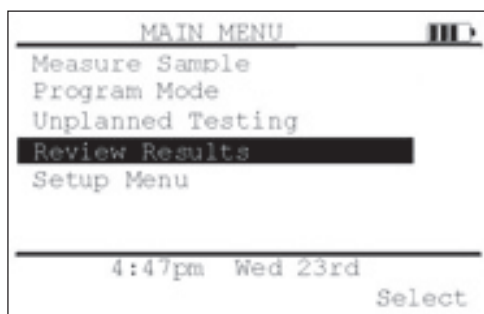 MAIN MENU
Measure Sample
Program Mode
Unplanned Testing
Review Results
Setup Menu
4:47pm Wed 23rd
Select